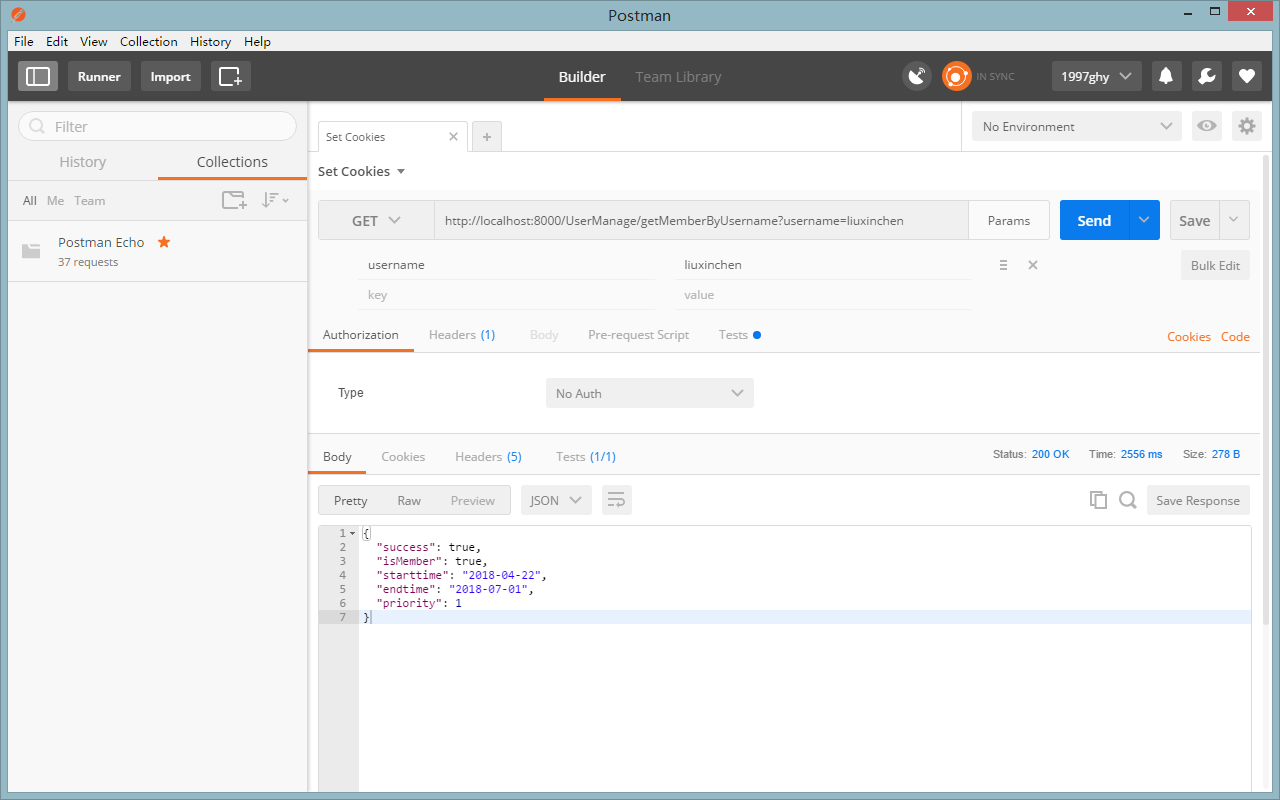 Postman
File Edit View Collection History Help
Runner Import Builder Team Library IN SYNC 1997ghy
Filter
History Collections
All Me Team
Postman Echo
37 requests
Set Cookies
No Environment
Set Cookies
GET http://localhost:8000/UserManage/getMemberByUsername?username=liuxinchen Params Send Save
username liuxinchen Bulk Edit
key value
Authorization Headers (1) Body Pre-request Script Tests Cookies Code
Type No Auth
Body Cookies Headers (5) Tests (1/1) Status: 200 OK Time: 2556 ms Size: 278 B
Pretty Raw Preview JSON Save Response
1 {
2 "success": true,
3 "isMember": true,
4 "starttime": "2018-04-22",
5 "endtime": "2018-07-01",
6 "priority": 1
7 }